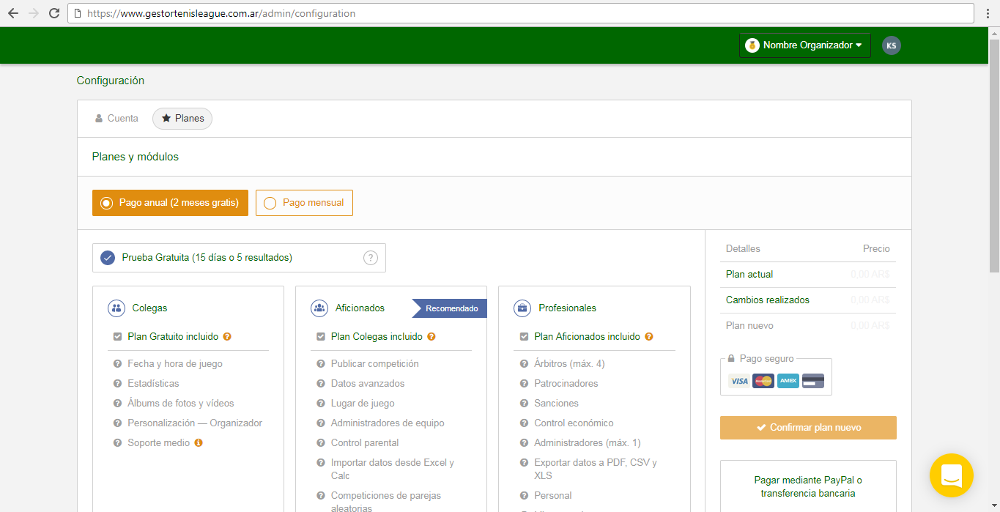 https://www.gestortenisleague.com.ar/admin/configuration
Nombre Organizador
KS
Configuración
Cuenta
Planes
Planes y módulos
Pago anual (2 meses gratis)
Pago mensual
Prueba Gratuita (15 días o 5 resultados)
?
Colegas
Plan Gratuito incluido
Fecha y hora de juego
Estadísticas
Álbums de fotos y vídeos
Personalización — Organizador
Soporte medio
Aficionados
Recomendado
Plan Colegas incluido
Publicar competición
Datos avanzados
Lugar de juego
Administradores de equipo
Control parental
Importar datos desde Excel y
Calc
Competiciones de parejas
aleatorias
Profesionales
Plan Aficionados incluido
Árbitros (máx. 4)
Patrocinadores
Sanciones
Control económico
Administradores (máx. 1)
Exportar datos a PDF, CSV y
XLS
Personal
Detalles Precio
Plan actual 0,00 AR$
Cambios realizados 0,00 AR$
Plan nuevo 0,00 AR$
Pago seguro
VISA MasterCard AMEX
Confirmar plan nuevo
Pagar mediante PayPal o
transferencia bancaria